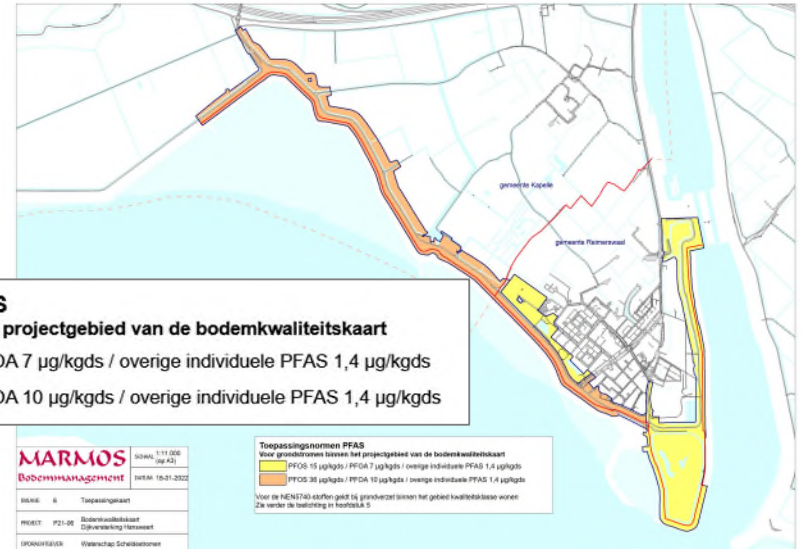 gemeente Kapelle
gemeente Reimerswaal
S
projectgebied van de bodemkwaliteitskaart
OA 7 µg/kgds / overige individuele PFAS 1,4 µg/kgds
OA 10 µg/kgds / overige individuele PFAS 1,4 µg/kgds
MARMOS
Bodemmanagement
SCHAAL 1:11.000
(op A3)
DATUM 18-01-2022
BIJLAGE 6 Toepassingskaart
PROJECT P21-06 Bodemkwaliteitskaart
Dijkversterking Hansweert
OPDRACHTGEVER Waterschap Scheldestromen
Toepassingsnormen PFAS
Voor grondstromen binnen het projectgebied van de bodemkwaliteitskaart
PFOS 15 µg/kgds / PFOA 7 µg/kgds / overige individuele PFAS 1,4 µg/kgds
PFOS 36 µg/kgds / PFOA 10 µg/kgds / overige individuele PFAS 1,4 µg/kgds
Voor de NEN5740-stoffen geldt bij grondverzet binnen het gebied kwaliteitsklasse wonen
Zie verder de toelichting in hoofdstuk 5